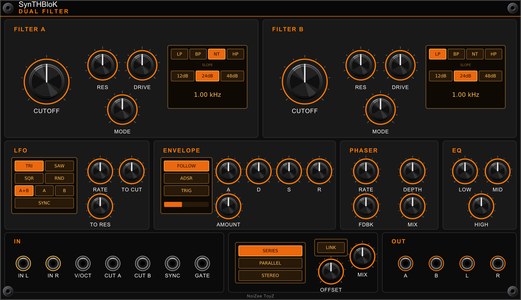 SynTHBloK
DUAL FILTER
FILTER A
LP BP NT HP
SLOPE
12dB 24dB 48dB
1.00 kHz
CUTOFF
RES DRIVE
MODE
FILTER B
LP BP NT HP
SLOPE
12dB 24dB 48dB
1.00 kHz
CUTOFF
RES DRIVE
MODE
LFO
TRI SAW
SQR RND
A+B A B
SYNC
RATE TO CUT
TO RES
ENVELOPE
FOLLOW
ADSR
TRIG
A D S R
AMOUNT
PHASER
RATE DEPTH
FDBK MIX
EQ
LOW MID
HIGH
IN
IN L IN R V/OCT CUT A CUT B SYNC GATE
SERIES
PARALLEL
STEREO
LINK
OFFSET
MIX
OUT
A B L R